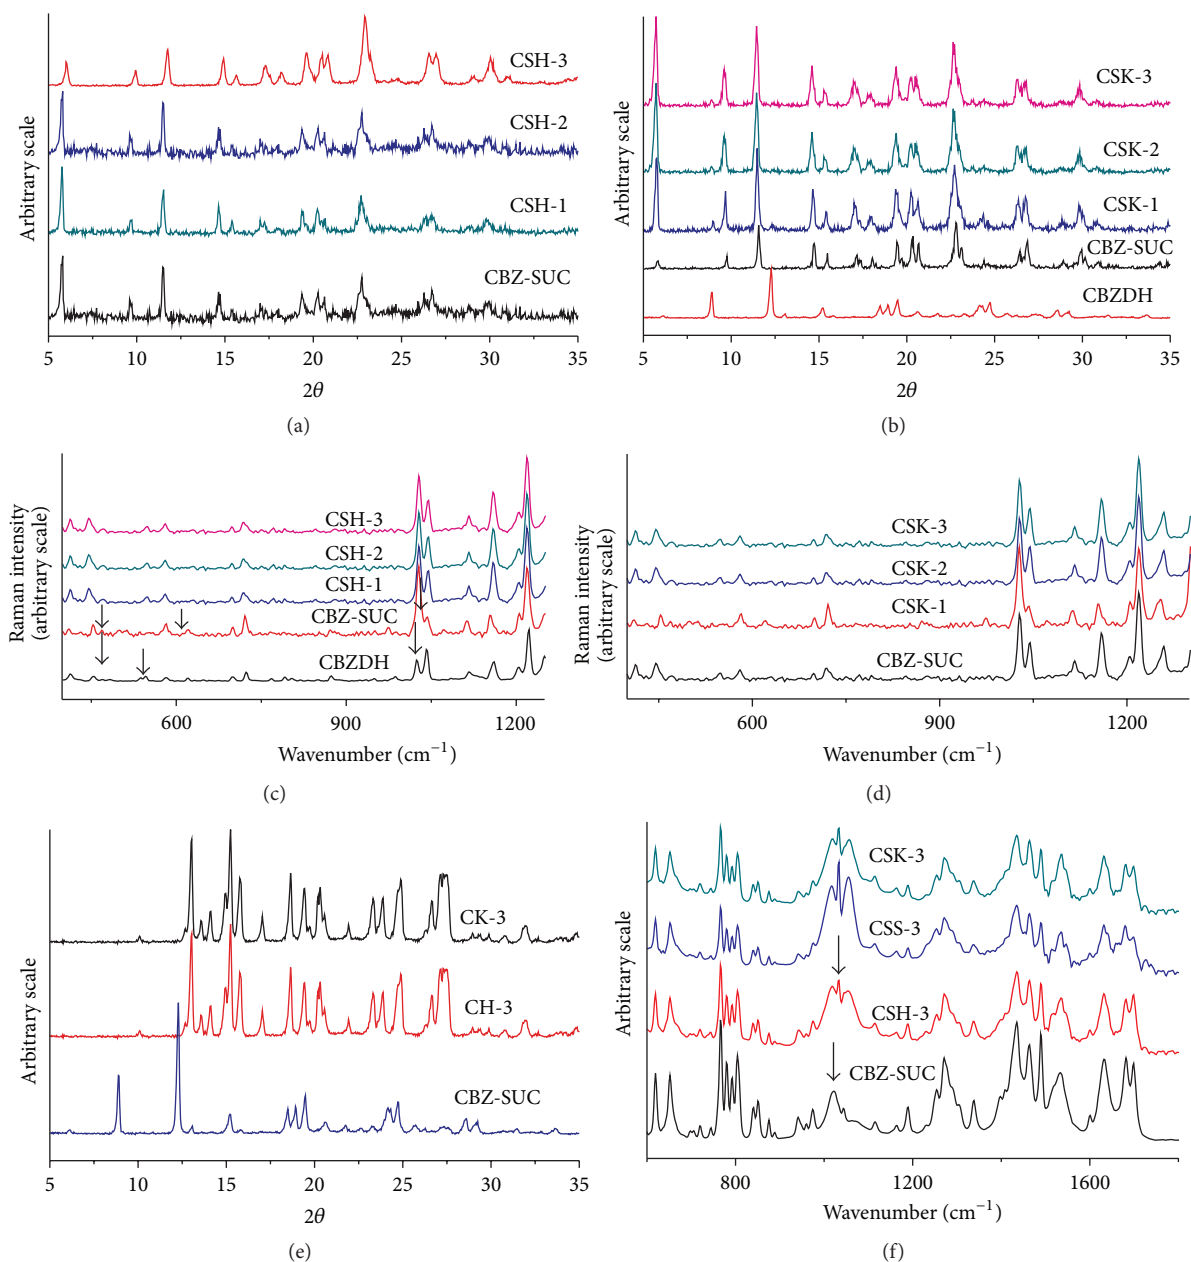 CSH-3
CSH-2
CSH-1
CBZ-SUC
Arbitrary scale
5 10 15 20 25 30 35
2θ
(a)
CSK-3
CSK-2
CSK-1
CBZ-SUC
CBZDH
Arbitrary scale
5 10 15 20 25 30 35
2θ
(b)
CSH-3
CSH-2
CSH-1
CBZ-SUC
CBZDH
Raman intensity
(arbitrary scale)
600 900 1200
Wavenumber (cm⁻¹)
(c)
CSK-3
CSK-2
CSK-1
CBZ-SUC
Raman intensity
(arbitrary scale)
600 900 1200
Wavenumber (cm⁻¹)
(d)
CK-3
CH-3
CBZ-SUC
Arbitrary scale
5 10 15 20 25 30 35
2θ
(e)
CSK-3
CSS-3
CSH-3
CBZ-SUC
Arbitrary scale
800 1200 1600
Wavenumber (cm⁻¹)
(f)